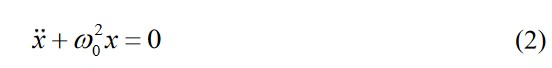 ẍ + ω₀²x = 0 (2)